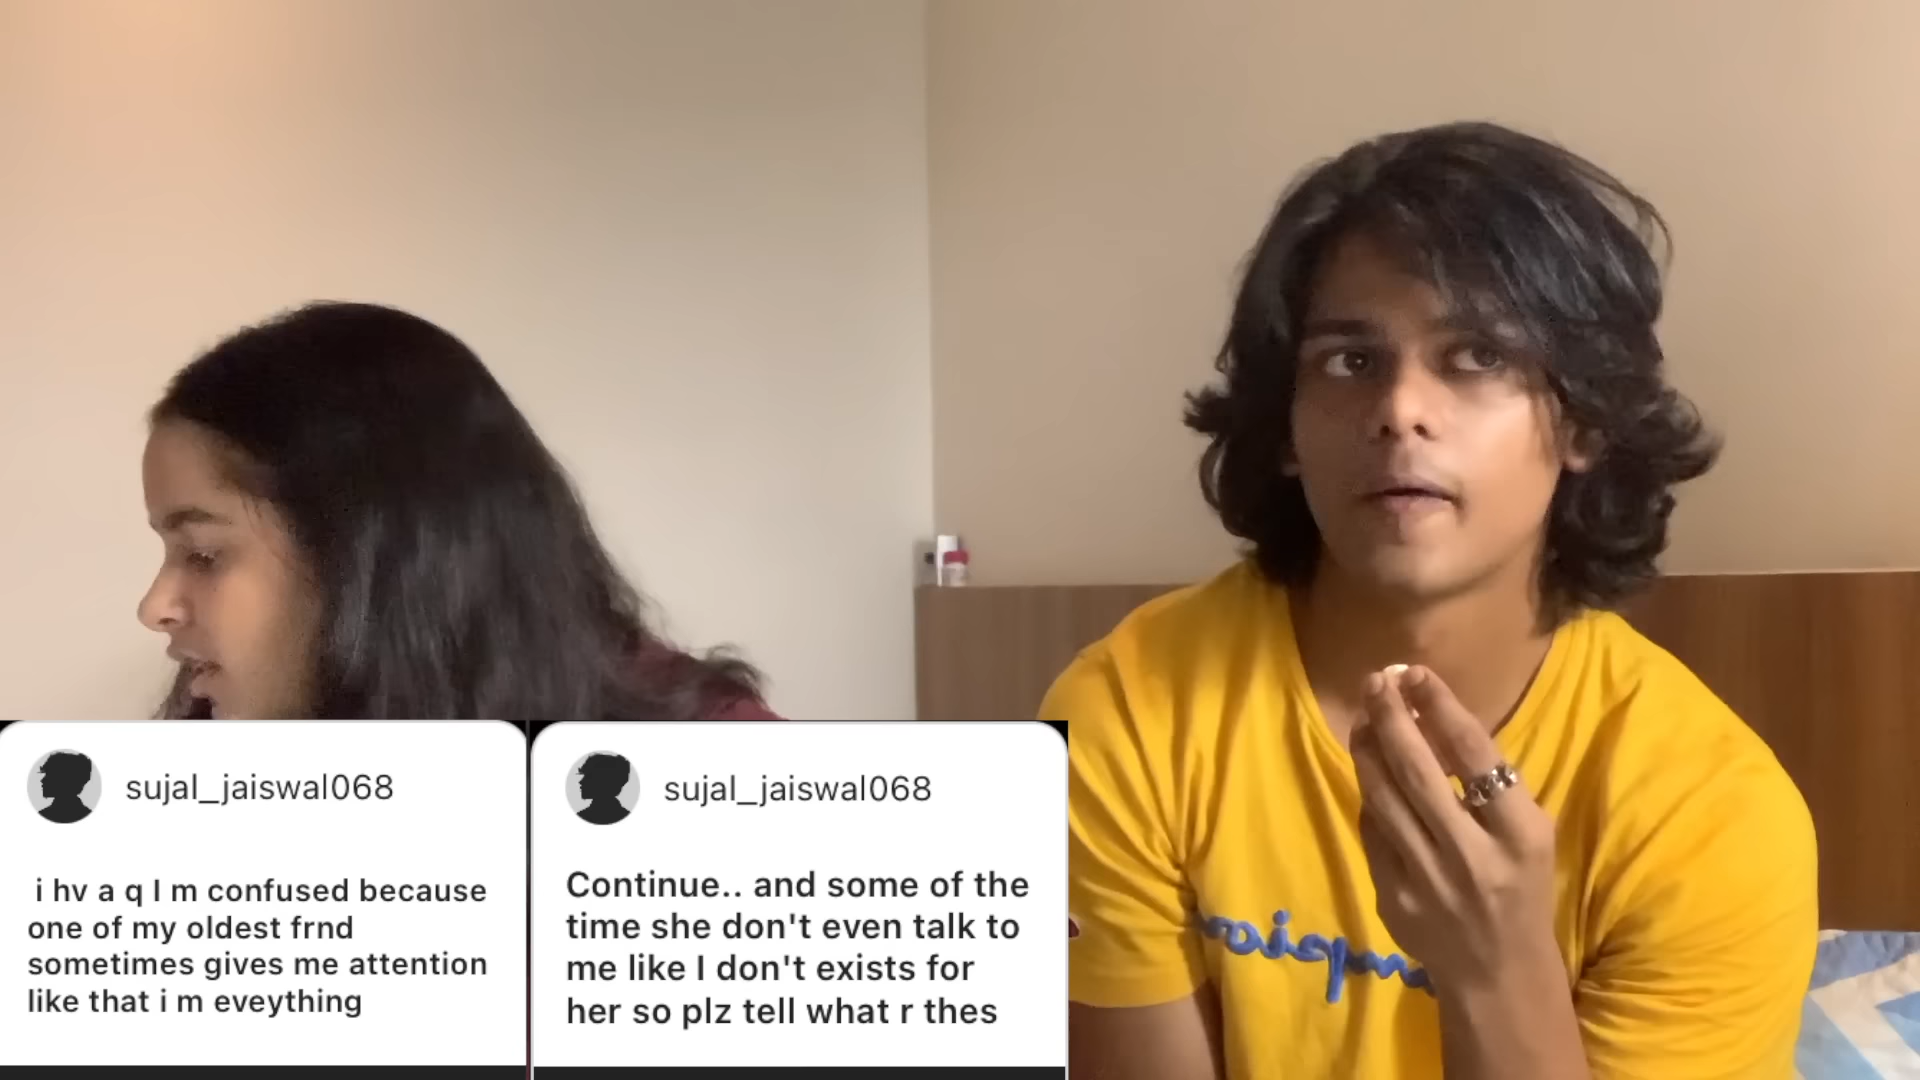 sujal_jaiswal068
i hv a q I m confused because
one of my oldest frnd
sometimes gives me attention
like that i m eveything
sujal_jaiswal068
Continue.. and some of the
time she don't even talk to
me like I don't exists for
her so plz tell what r thes